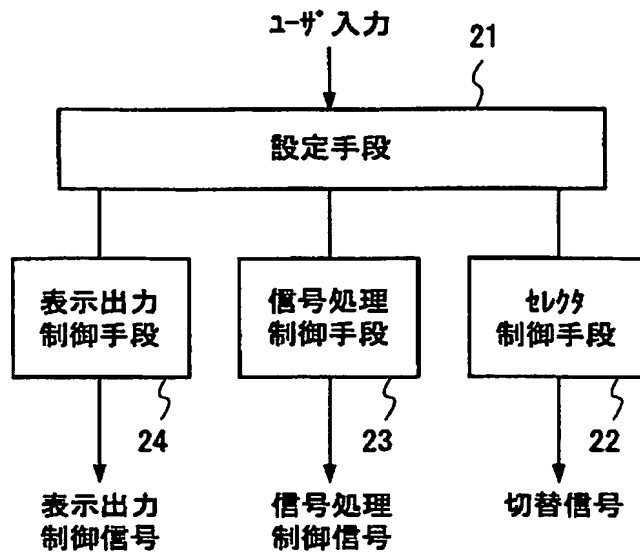 ﾕｰｻﾞ入力
21
設定手段
表示出力
制御手段
信号処理
制御手段
ｾﾚｸﾀ
制御手段
24
23
22
表示出力
制御信号
信号処理
制御信号
切替信号